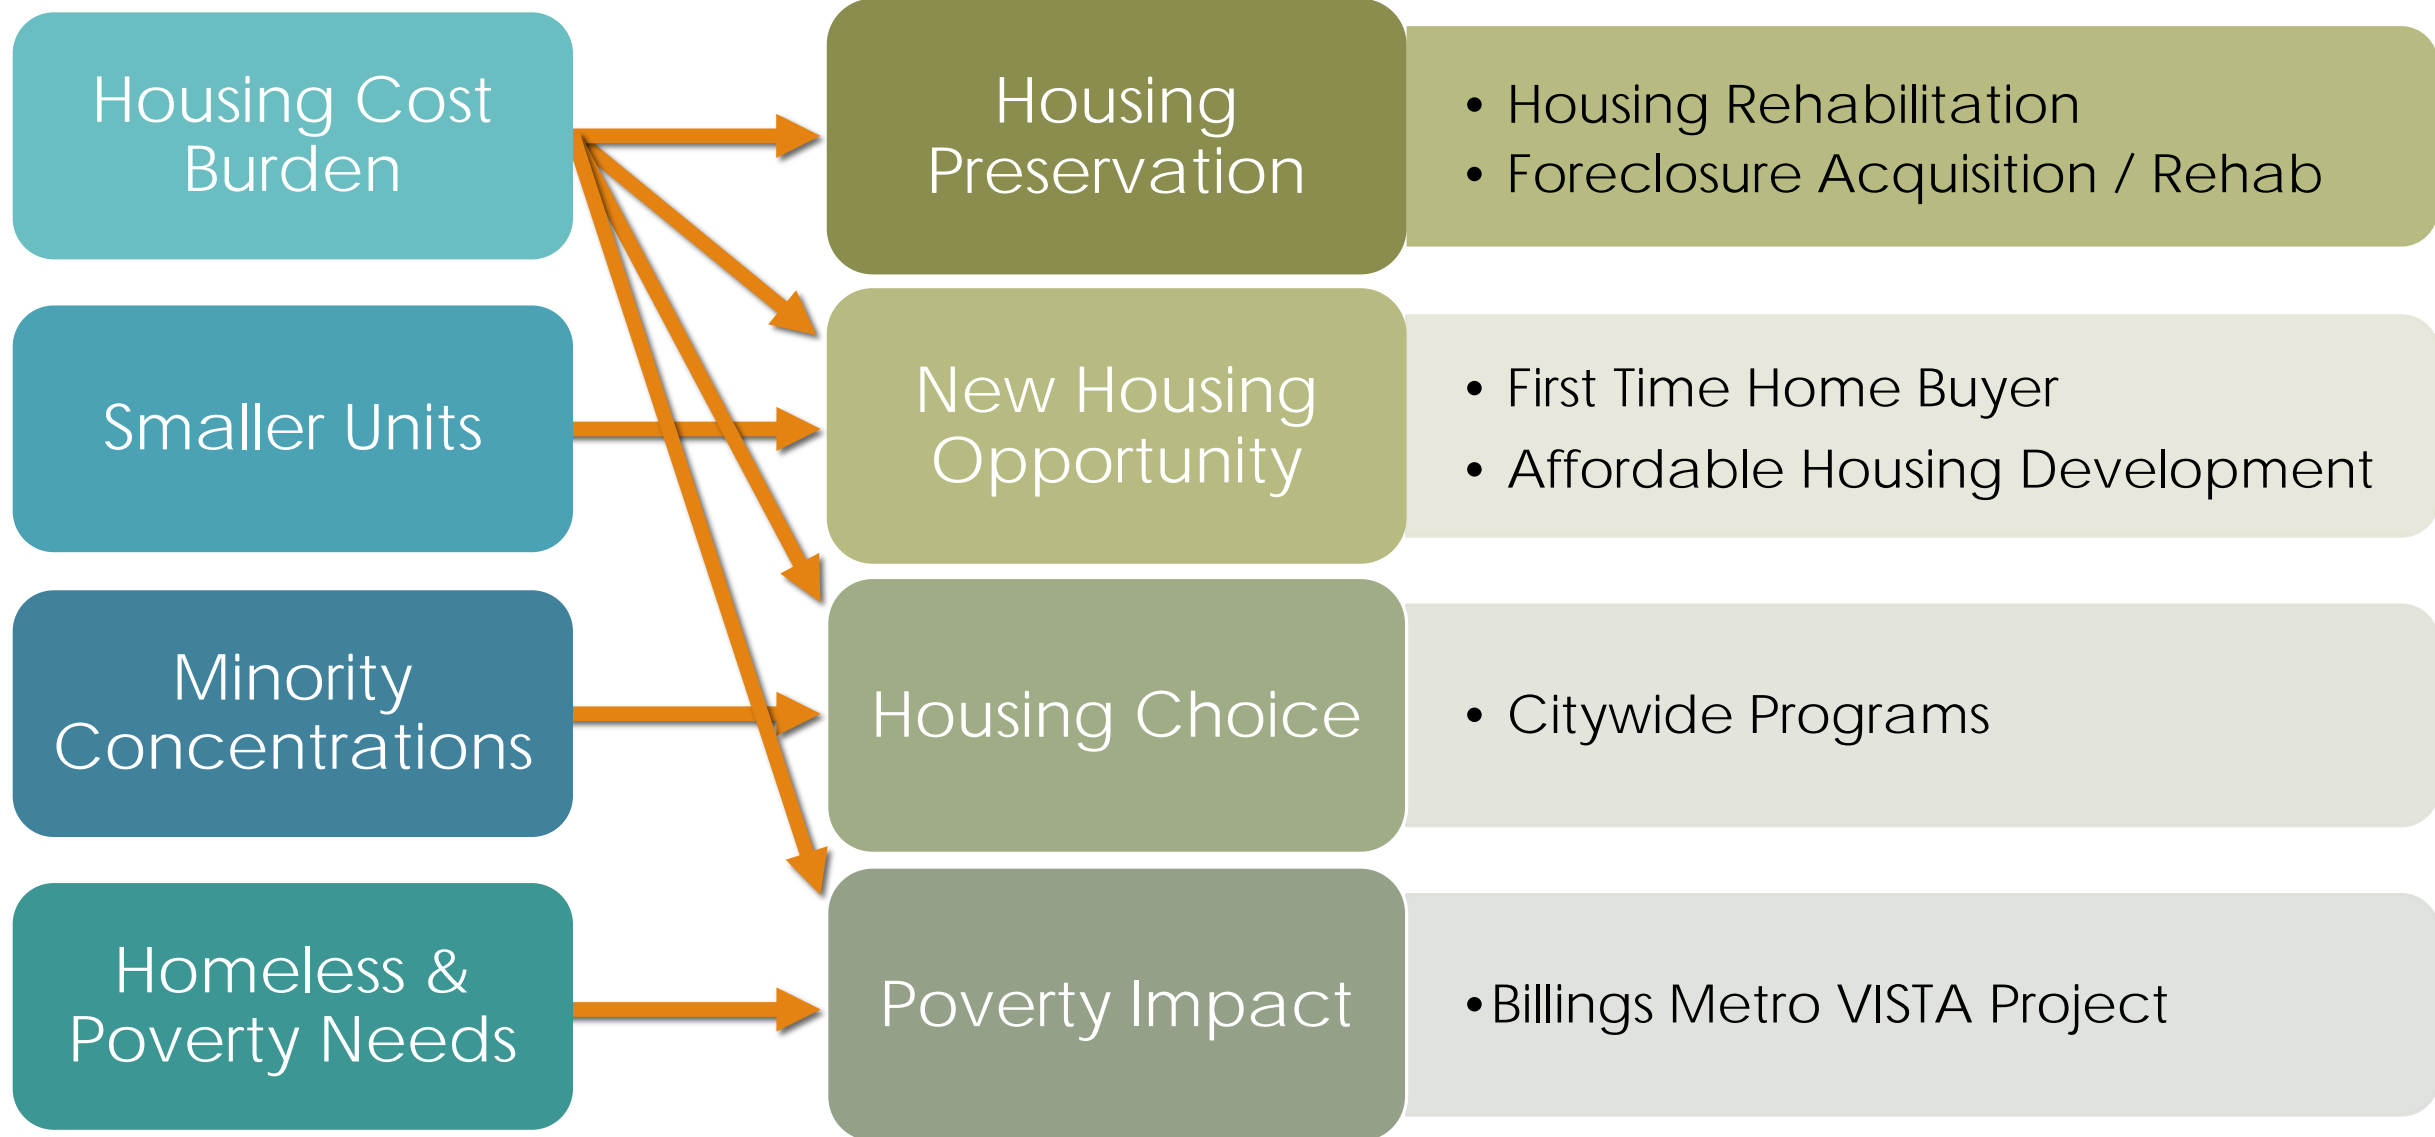 Housing Cost
Burden
Housing
Preservation
• Housing Rehabilitation
• Foreclosure Acquisition / Rehab
Smaller Units
New Housing
Opportunity
• First Time Home Buyer
• Affordable Housing Development
Minority
Concentrations
Housing Choice
• Citywide Programs
Homeless &
Poverty Needs
Poverty Impact
• Billings Metro VISTA Project